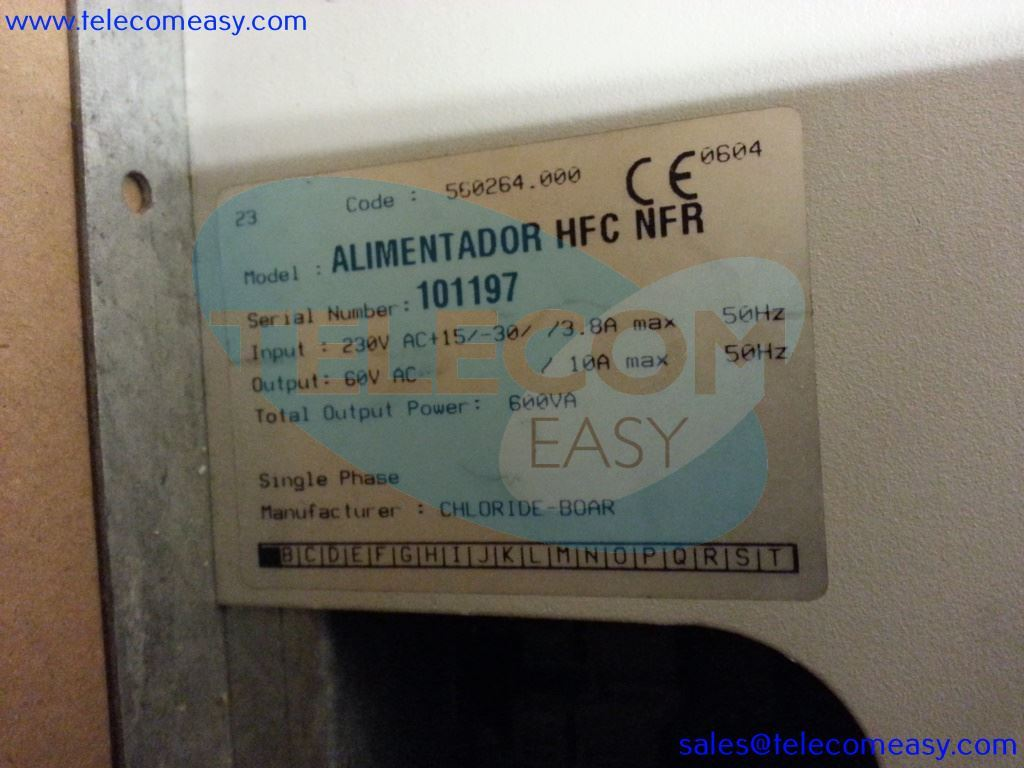 www.telecomeasy.com
23 Code : 560264.000 CE 0604
Model : ALIMENTADOR HFC NFR
Serial Number: 101197
Input : 230V AC+15/-30/ /3.8A max 50Hz
Output: 60V AC / 10A max 50Hz
Total Output Power: 600VA
TELECOM
EASY
Single Phase
Manufacturer : CHLORIDE-BOAR
B|C|D|E|F|G|H|I|J|K|L|M|N|O|P|Q|R|S|T
sales@telecomeasy.com